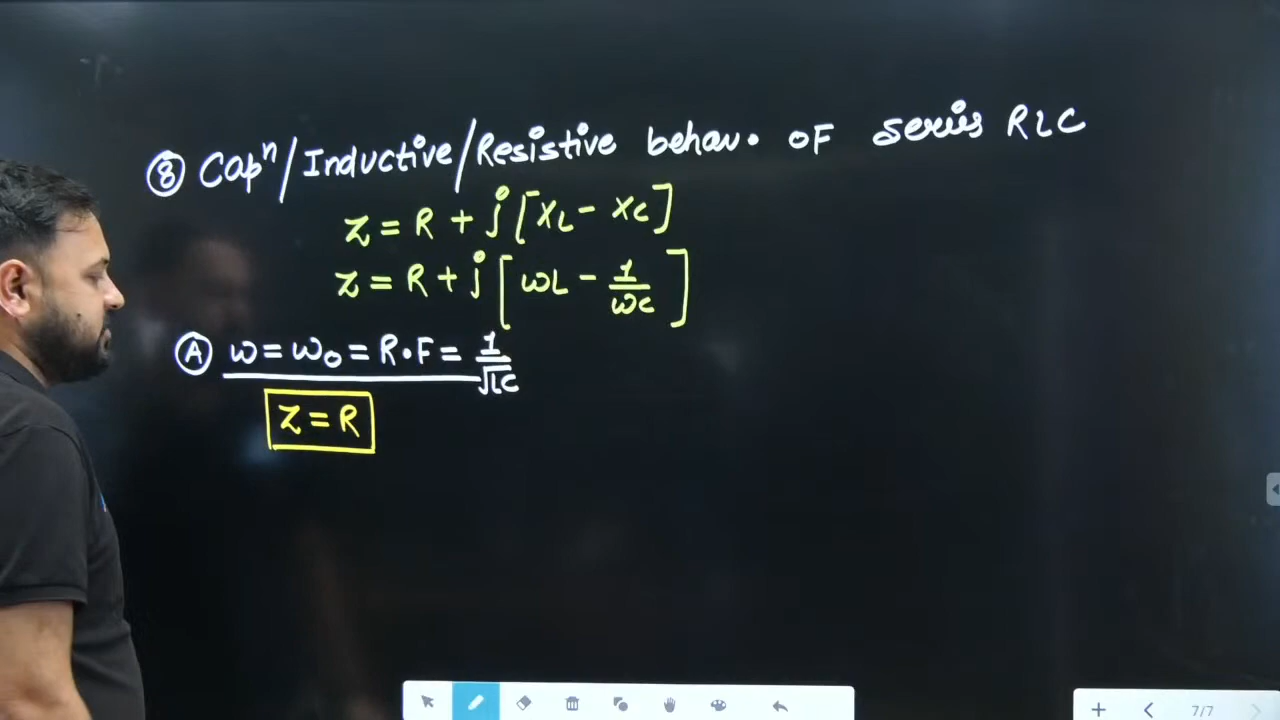 ⑧ Capⁿ/Inductive/Resistive behav. OF series RLC
Z = R + j [XL - XC]
Z = R + j [ωL - 1/ωC]
Ⓐ ω = ω₀ = R.F = 1/√LC
Z = R
7/7